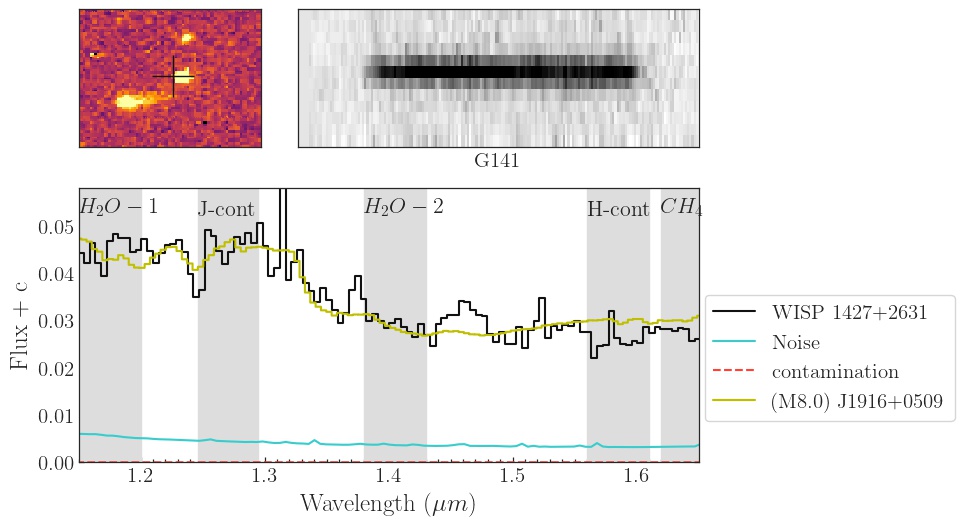 G141
H₂O − 1 J-cont H₂O − 2 H-cont CH₄
0.05
0.04
0.03
0.02
0.01
0.00
Flux + c
1.2 1.3 1.4 1.5 1.6
Wavelength (μm)
WISP 1427+2631
Noise
contamination
(M8.0) J1916+0509